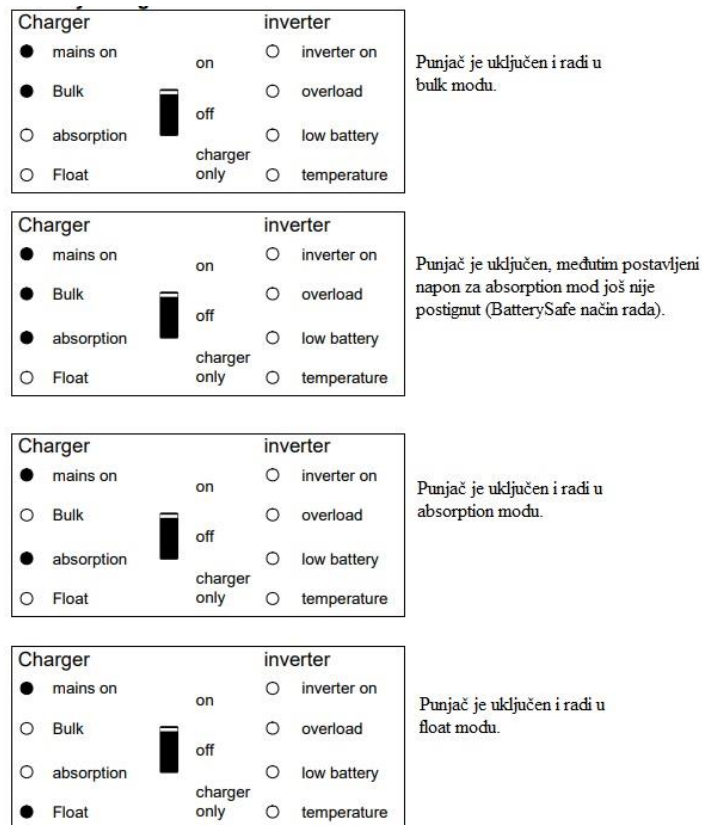 Charger inverter
mains on on inverter on
Bulk off overload
absorption low battery
Float charger only temperature
Punjač je uključen i radi u
bulk modu.
Charger inverter
mains on on inverter on
Bulk off overload
absorption low battery
Float charger only temperature
Punjač je uključen, međutim postavljeni
napon za absorption mod još nije
postignut (BatterySafe način rada).
Charger inverter
mains on on inverter on
Bulk off overload
absorption low battery
Float charger only temperature
Punjač je uključen i radi u
absorption modu.
Charger inverter
mains on on inverter on
Bulk off overload
absorption low battery
Float charger only temperature
Punjač je uključen i radi u
float modu.